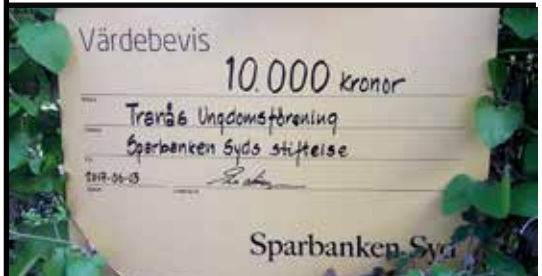 Värdebevis
10.000 kronor
Tranås Ungdomsförening
Sparbanken Syds stiftelse
2017-06-13
Sparbanken Syd